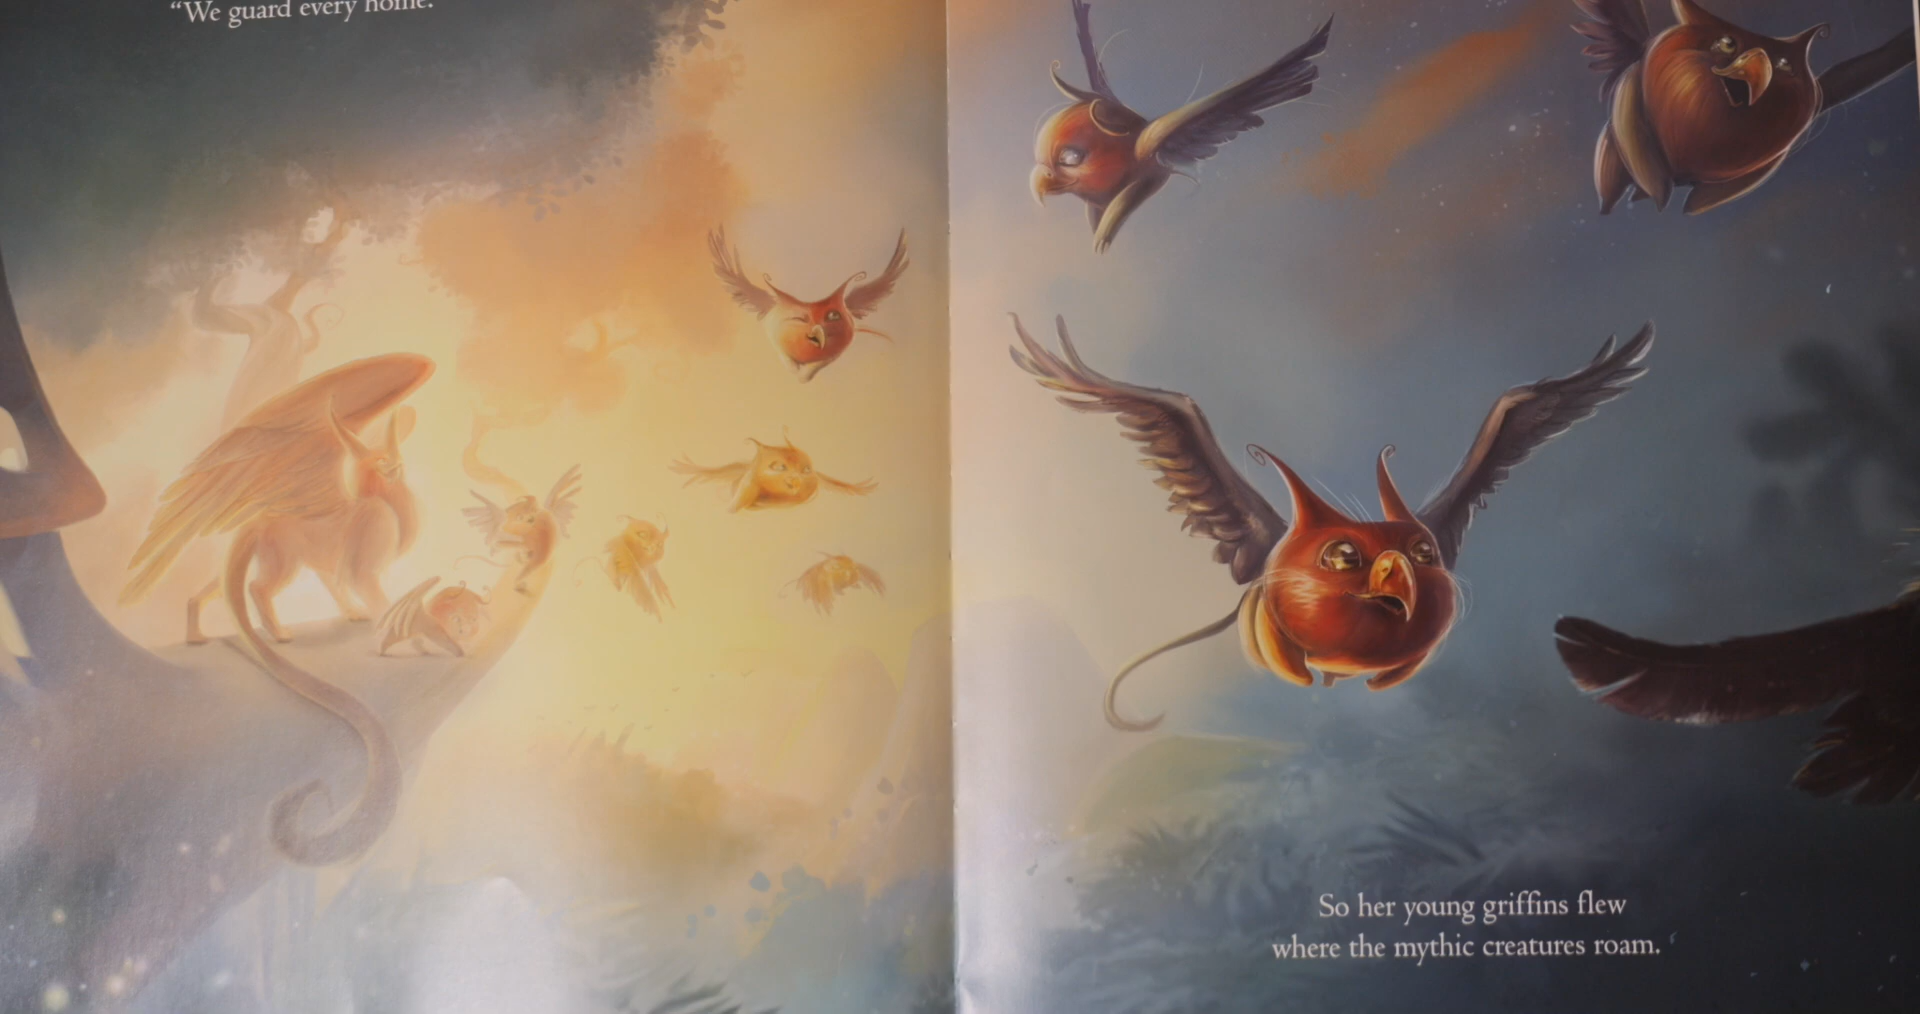 “We guard every home.
So her young griffins flew
where the mythic creatures roam.